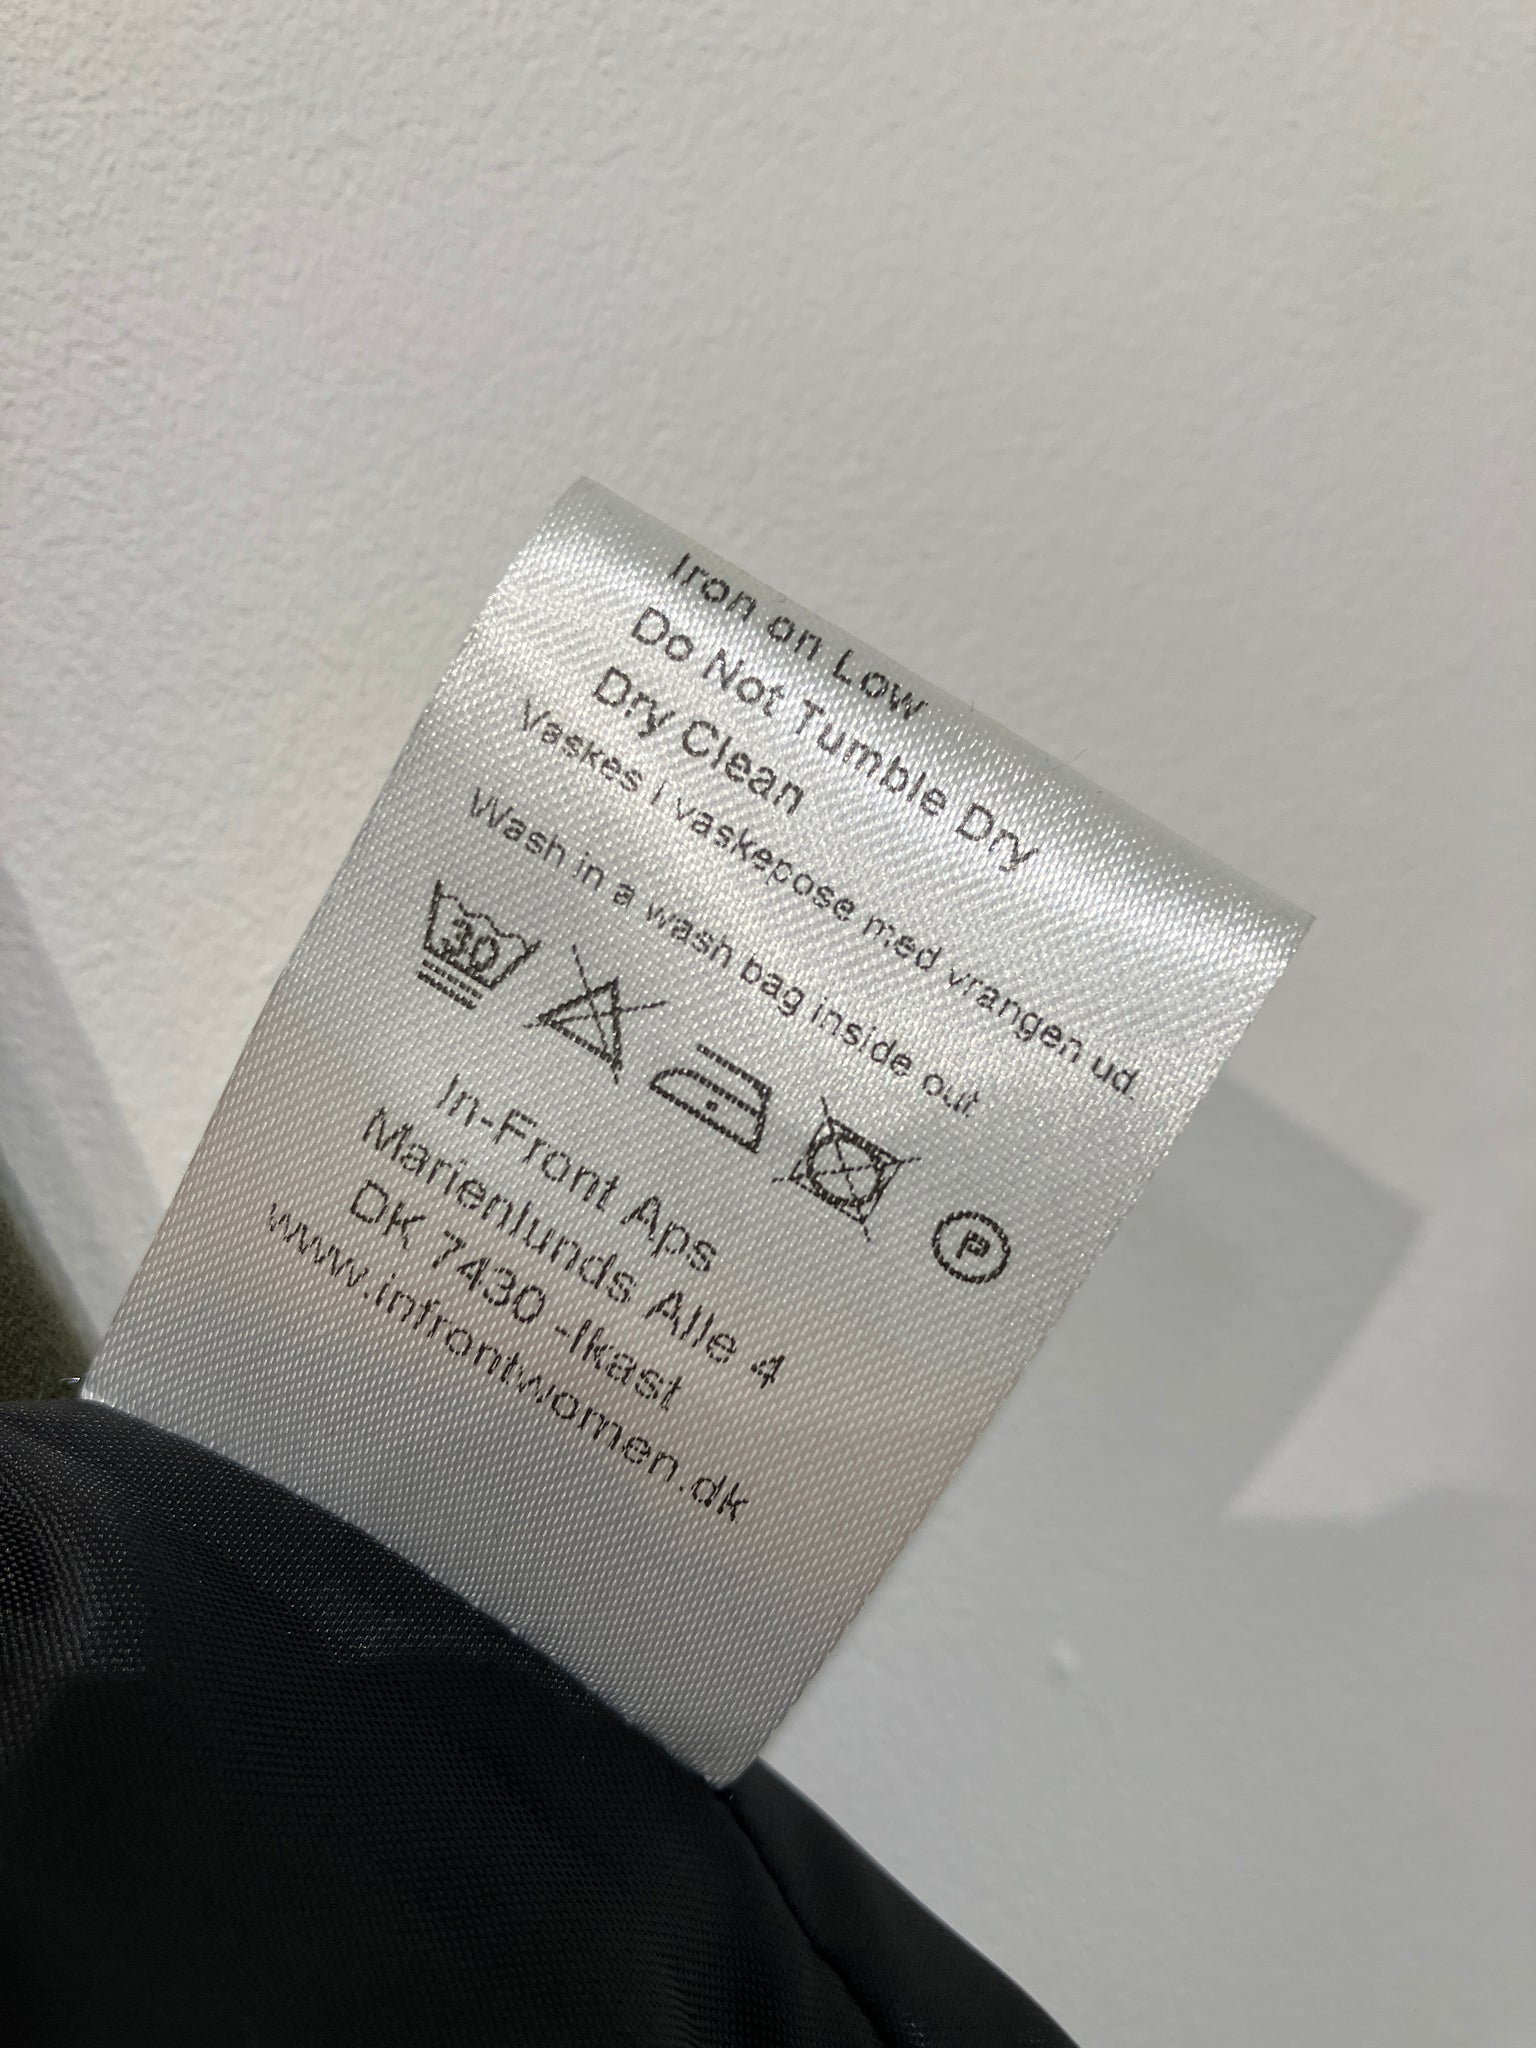 Iron on Low
Do Not Tumble Dry
Dry Clean
Vaskes i vaskepose med vrangen ud.
Wash in a wash bag inside out.
30
P
In-Front Aps
Marienlunds Alle 4
DK 7430 -Ikast
www.infrontwomen.dk